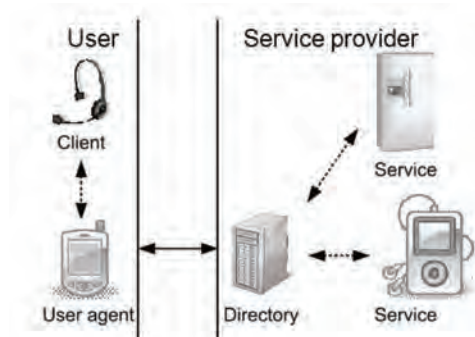 User
Service provider
Client
Service
User agent
Directory
Service